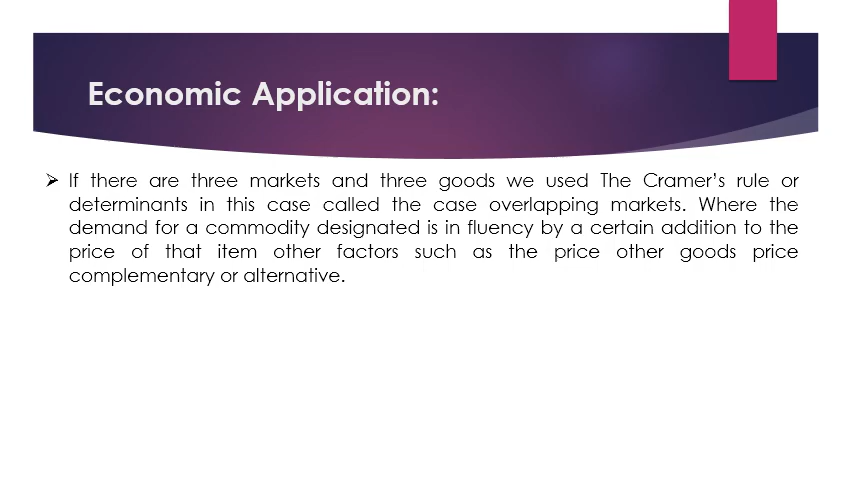 Economic Application:
➢ If there are three markets and three goods we used The Cramer's rule or
determinants in this case called the case overlapping markets. Where the
demand for a commodity designated is in fluency by a certain addition to the
price of that item other factors such as the price other goods price
complementary or alternative.